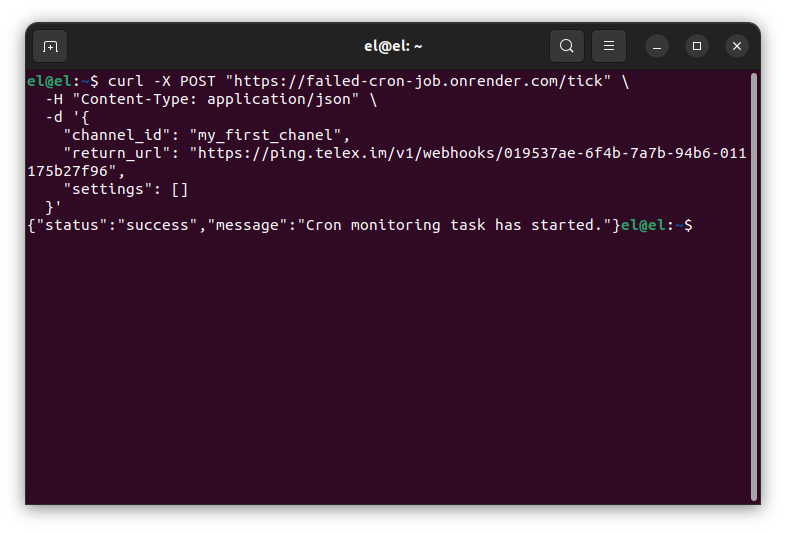 el@el: ~
el@el:~$ curl -X POST "https://failed-cron-job.onrender.com/tick" \
  -H "Content-Type: application/json" \
  -d '{
    "channel_id": "my_first_chanel",
    "return_url": "https://ping.telex.im/v1/webhooks/019537ae-6f4b-7a7b-94b6-011
175b27f96",
    "settings": []
  }'
{"status":"success","message":"Cron monitoring task has started."}el@el:~$